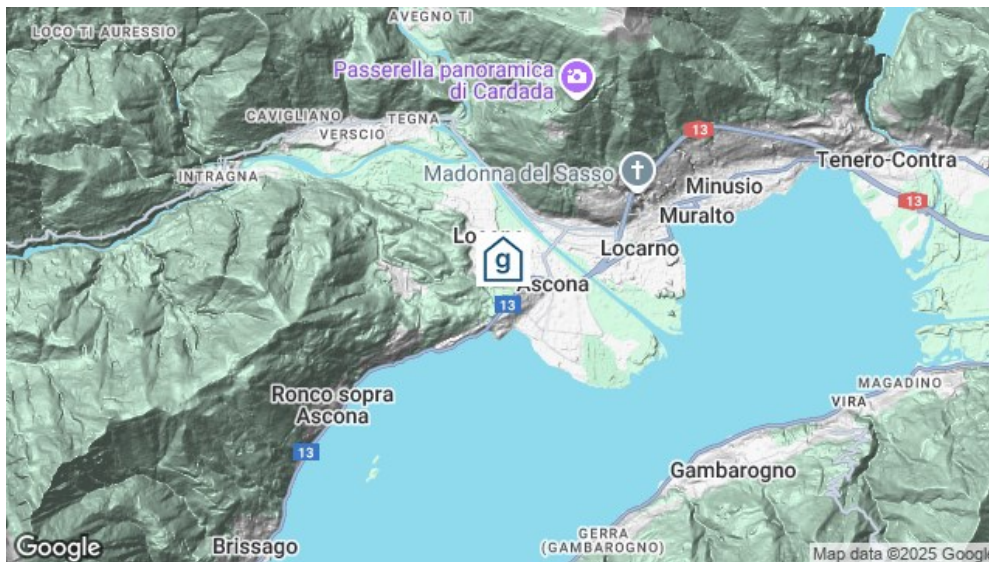 AVEGNO TI
LOCO TI AURESSIO
Passerella panoramica
di Cardada
CAVIGLIANO
TEGNA
VERSCIO
13
INTRAGNA
Madonna del Sasso
Tenero-Contra
Minusio
13
Muralto
Locarno
g
Ascona
13
Ronco sopra
Ascona
MAGADINO
VIRA
13
Gambarogno
GERRA
(GAMBAROGNO)
Brissago
Google
Map data ©2025 Google